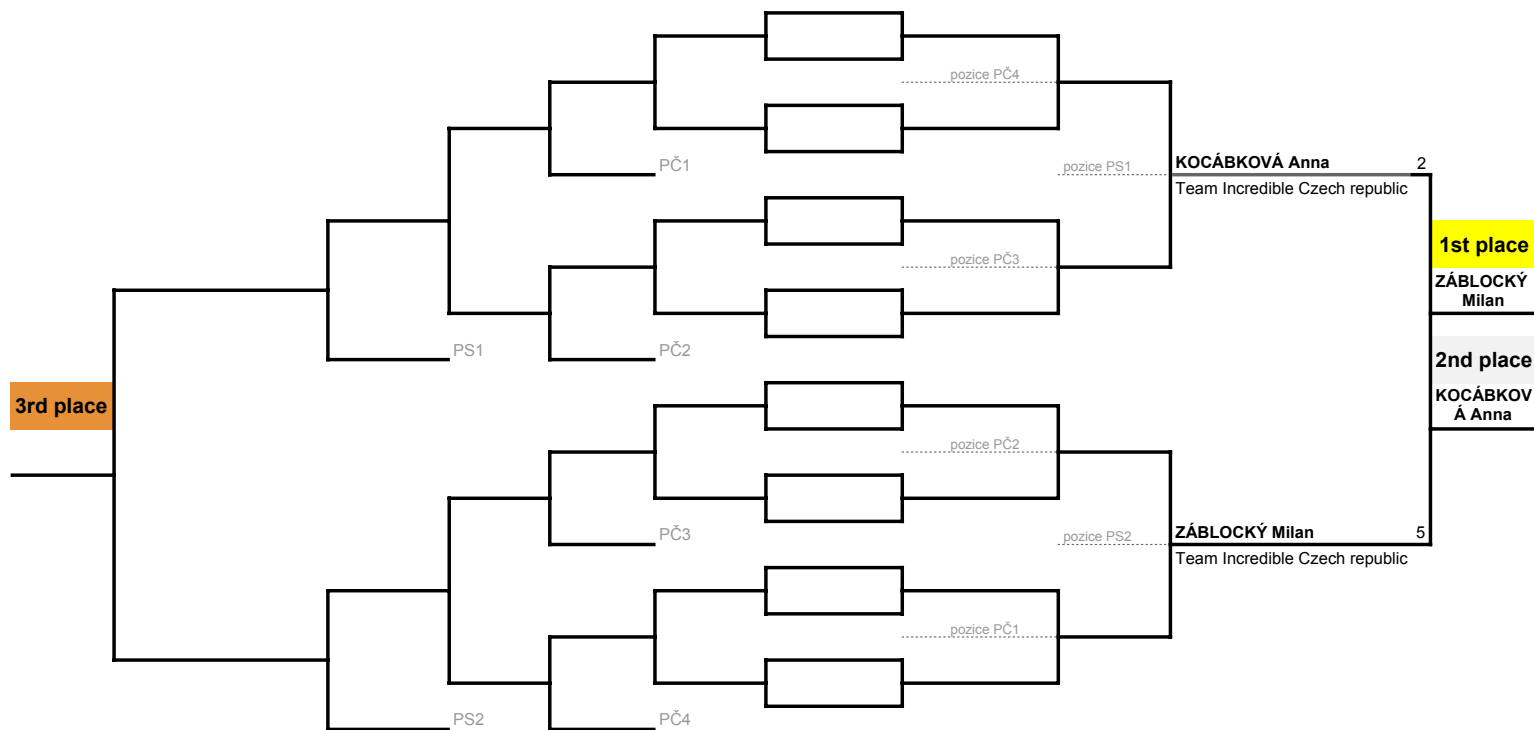 pozice PČ4
PČ1
pozice PS1
KOCÁBKOVÁ Anna 2
Team Incredible Czech republic
1st place
pozice PČ3
ZÁBLOCKÝ
Milan
PS1
PČ2
2nd place
KOCÁBKOV
Á Anna
3rd place
pozice PČ2
PČ3
pozice PS2
ZÁBLOCKÝ Milan 5
Team Incredible Czech republic
pozice PČ1
PS2
PČ4